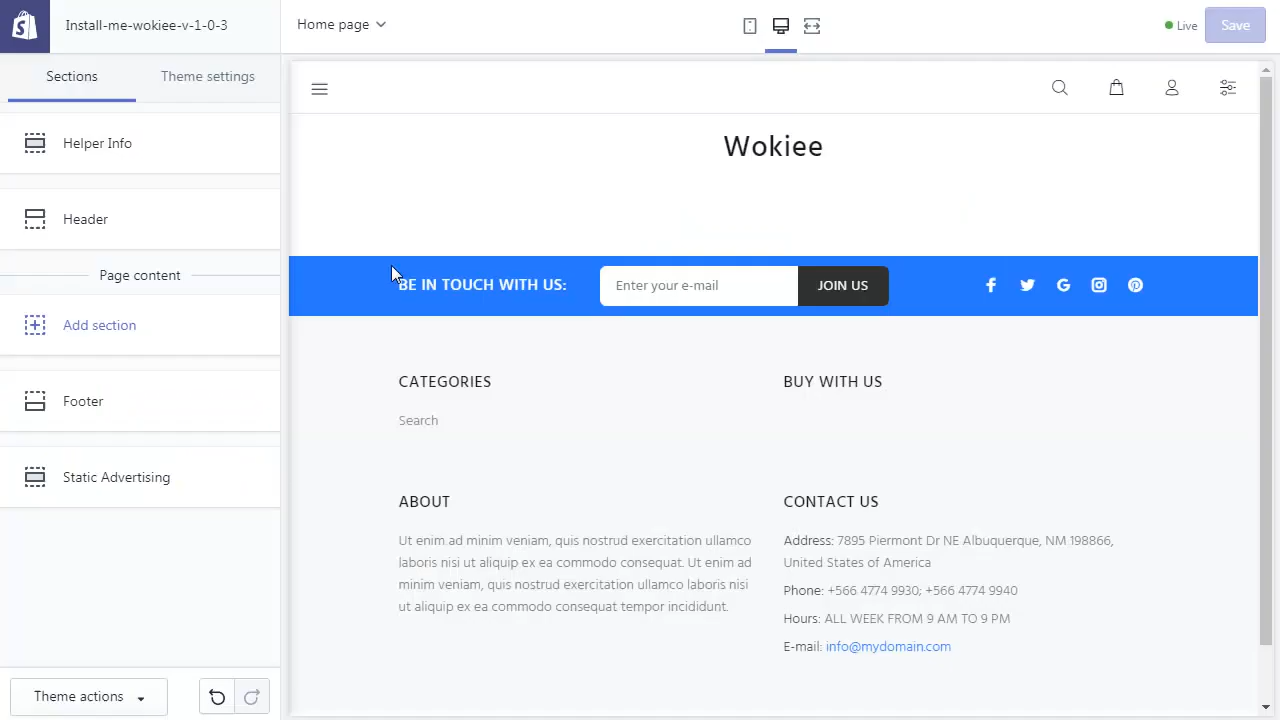 Install-me-wokiee-v-1-0-3
Home page
Live
Save
Sections
Theme settings
Helper Info
Header
Page content
Add section
Footer
Static Advertising
Theme actions
Wokiee
BE IN TOUCH WITH US:
Enter your e-mail
JOIN US
CATEGORIES
Search
BUY WITH US
ABOUT
Ut enim ad minim veniam, quis nostrud exercitation ullamco
laboris nisi ut aliquip ex ea commodo consequat. Ut enim ad
minim veniam, quis nostrud exercitation ullamco laboris nisi
ut aliquip ex ea commodo consequat tempor incididunt.
CONTACT US
Address: 7895 Piermont Dr NE Albuquerque, NM 198866,
United States of America
Phone: +566 4774 9930; +566 4774 9940
Hours: ALL WEEK FROM 9 AM TO 9 PM
E-mail: info@mydomain.com